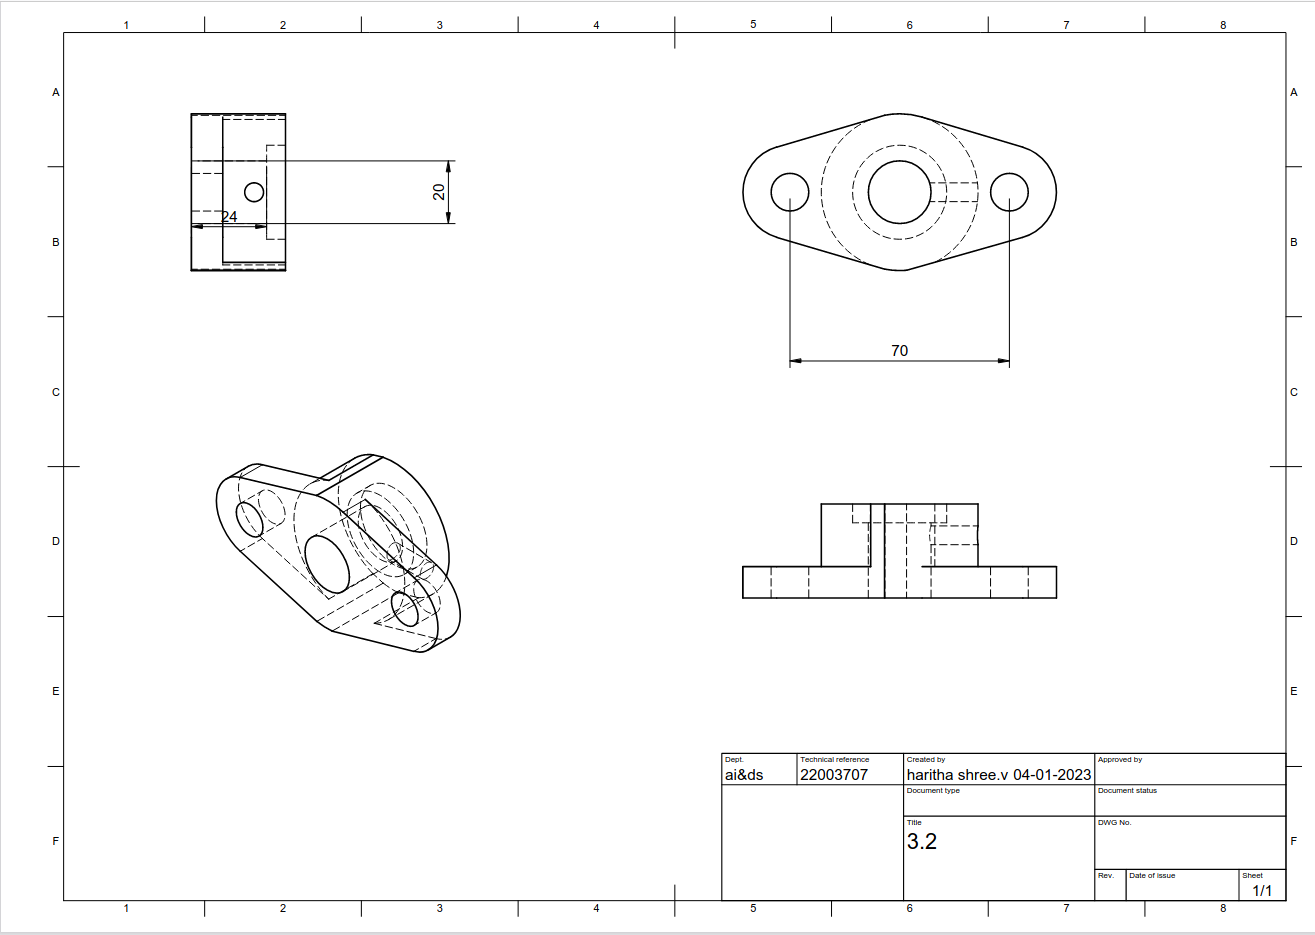 1 2 3 4 5 6 7 8
A A
20
24
B B
70
C C
D D
E E
Dept. Technical reference Created by Approved by
ai&ds 22003707 haritha shree.v 04-01-2023
Document type Document status
Title DWG No.
3.2
F F
Rev. Date of issue Sheet
1/1
1 2 3 4 5 6 7 8